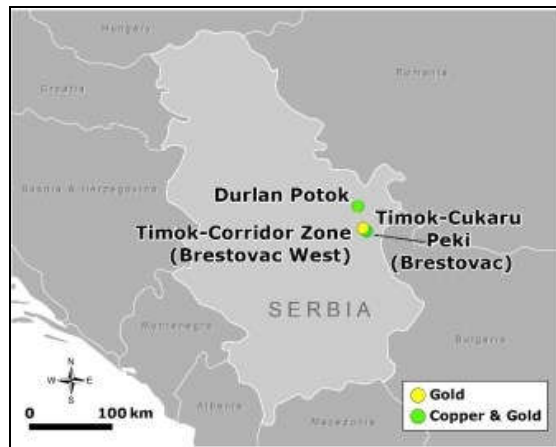 Hungary
Romania
Croatia
Bosnia & Herzegovina
Durlan Potok
Timok-Corridor Zone
(Brestovac West)
Timok-Cukaru
Peki
(Brestovac)
SERBIA
Montenegro
Bulgaria
Albania
Macedonia
N
W E
S
0 100 km
Gold
Copper & Gold